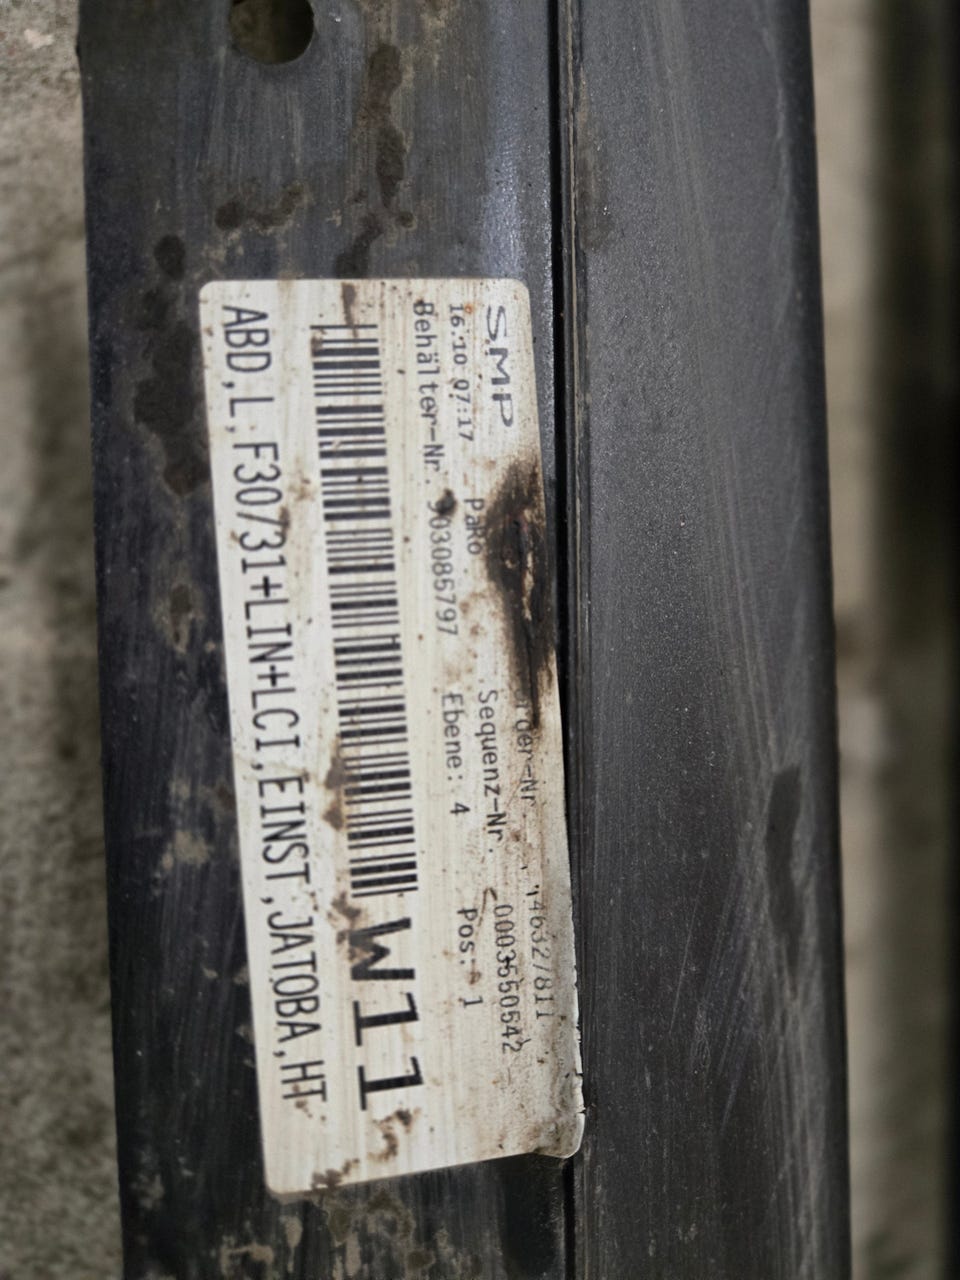 SMP
16.10 07:17 PaRo Sequenz-Nr. 0003550542
Behälter-Nr. 903085797 Ebene: 4 Pos: 1
W11
ABD,L,F30/31+LIN+LCI,EINST,JATOBA,HT